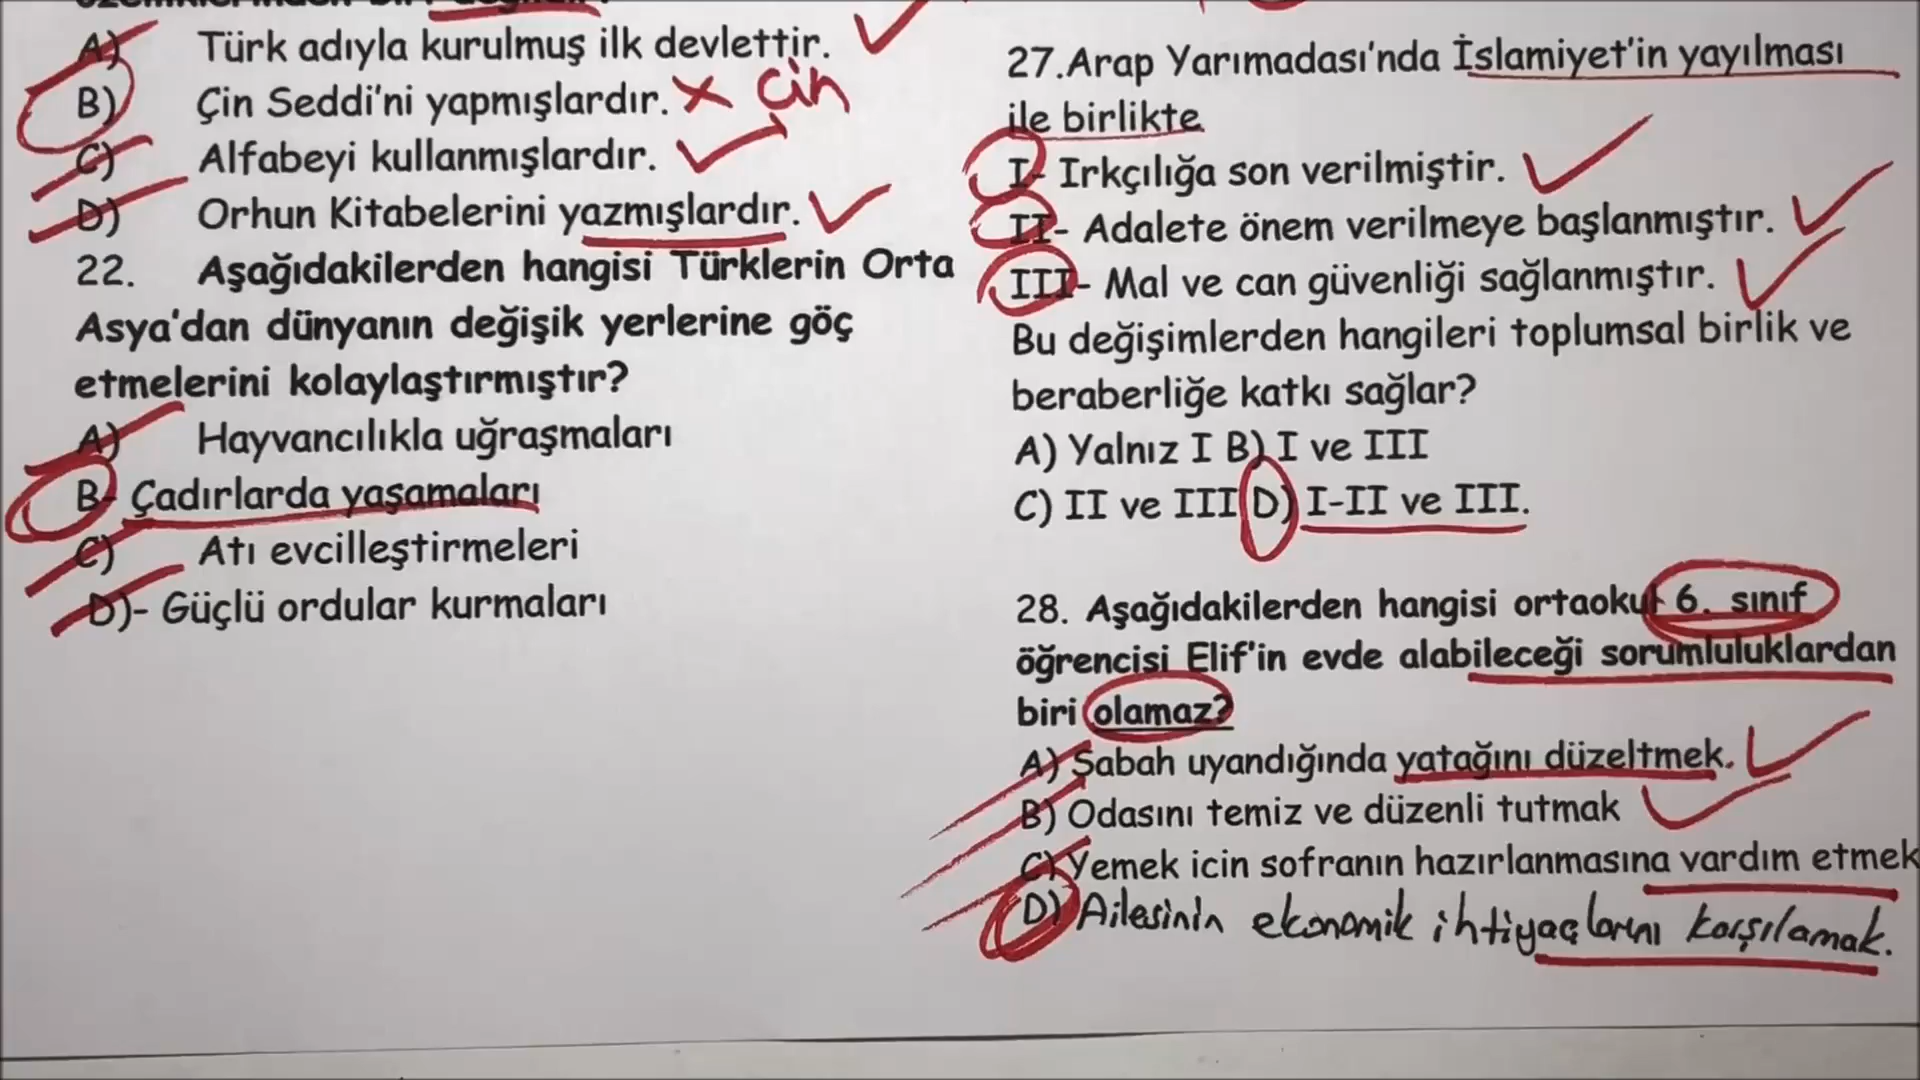 A) Türk adıyla kurulmuş ilk devlettir.
B) Çin Seddi'ni yapmışlardır. Çin
C) Alfabeyi kullanmışlardır.
D) Orhun Kitabelerini yazmışlardır.
22. Aşağıdakilerden hangisi Türklerin Orta
Asya'dan dünyanın değişik yerlerine göç
etmelerini kolaylaştırmıştır?
A) Hayvancılıkla uğraşmaları
B- Çadırlarda yaşamaları
C) Atı evcilleştirmeleri
D)- Güçlü ordular kurmaları
27.Arap Yarımadası'nda İslamiyet'in yayılması
ile birlikte
I- Irkçılığa son verilmiştir.
II- Adalete önem verilmeye başlanmıştır.
III- Mal ve can güvenliği sağlanmıştır.
Bu değişimlerden hangileri toplumsal birlik ve
beraberliğe katkı sağlar?
A) Yalnız I B) I ve III
C) II ve III D) I-II ve III.
28. Aşağıdakilerden hangisi ortaokul 6. sınıf
öğrencisi Elif'in evde alabileceği sorumluluklardan
biri olamaz?
A) Sabah uyandığında yatağını düzeltmek.
B) Odasını temiz ve düzenli tutmak
C) Yemek icin sofranın hazırlanmasına vardım etmek
D) Ailesinin ekonomik ihtiyaçlarını karşılamak.